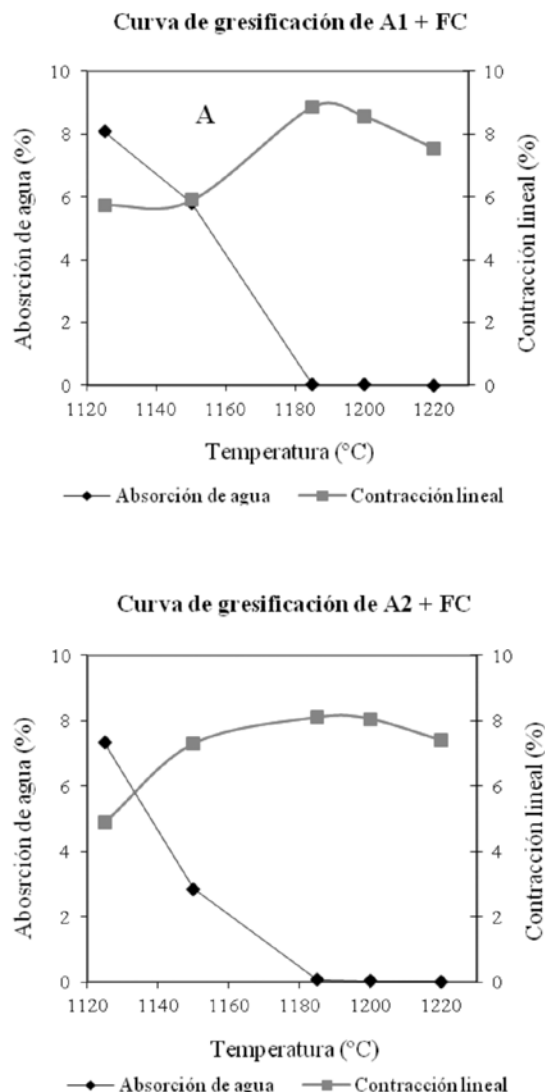 Curva de gresificación de A1 + FC
10
8
6
4
2
0
Abosrción de agua (%)
A
10
8
6
4
2
0
Contracción lineal (%)
1120 1140 1160 1180 1200 1220
Temperatura (°C)
Absorción de agua Contracción lineal
Curva de gresificación de A2 + FC
10
8
6
4
2
0
Abosrción de agua (%)
10
8
6
4
2
0
Contracción lineal (%)
1120 1140 1160 1180 1200 1220
Temperatura (°C)
Absorción de agua Contracción lineal